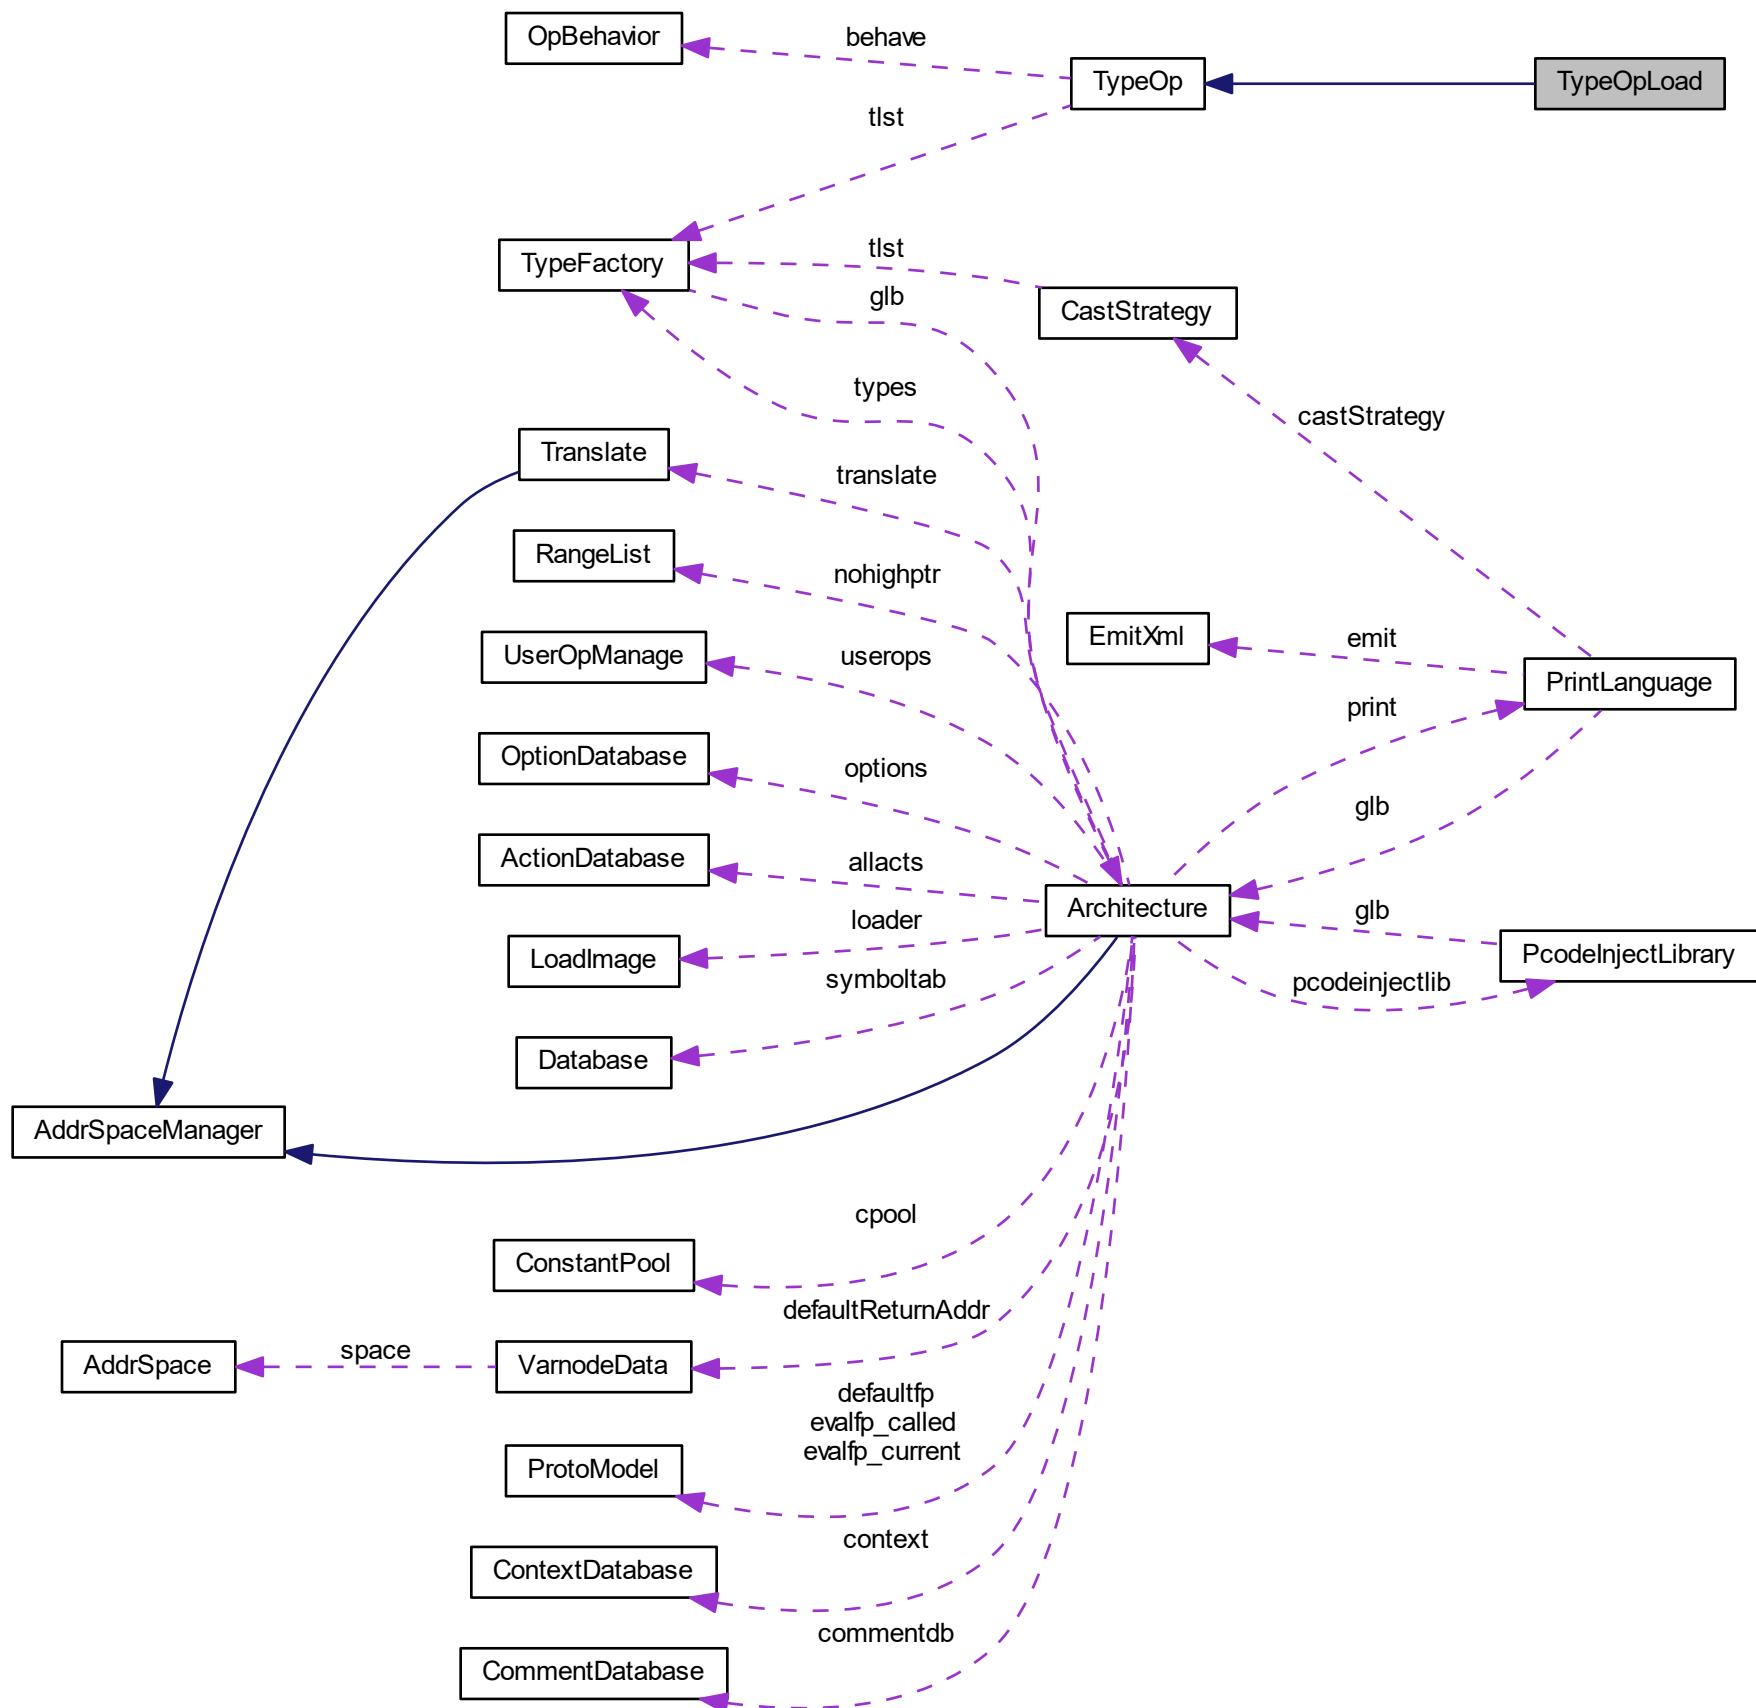 OpBehavior
behave
TypeOp
TypeOpLoad
tlst
TypeFactory
tlst
glb
CastStrategy
types
castStrategy
Translate
translate
RangeList
nohighptr
EmitXml
emit
UserOpManage
userops
PrintLanguage
print
OptionDatabase
options
glb
ActionDatabase
allacts
Architecture
glb
LoadImage
loader
PcodeInjectLibrary
symboltab
pcodeinjectlib
Database
AddrSpaceManager
cpool
ConstantPool
defaultReturnAddr
AddrSpace
space
VarnodeData
defaultfp
evalfp_called
evalfp_current
ProtoModel
context
ContextDatabase
commentdb
CommentDatabase